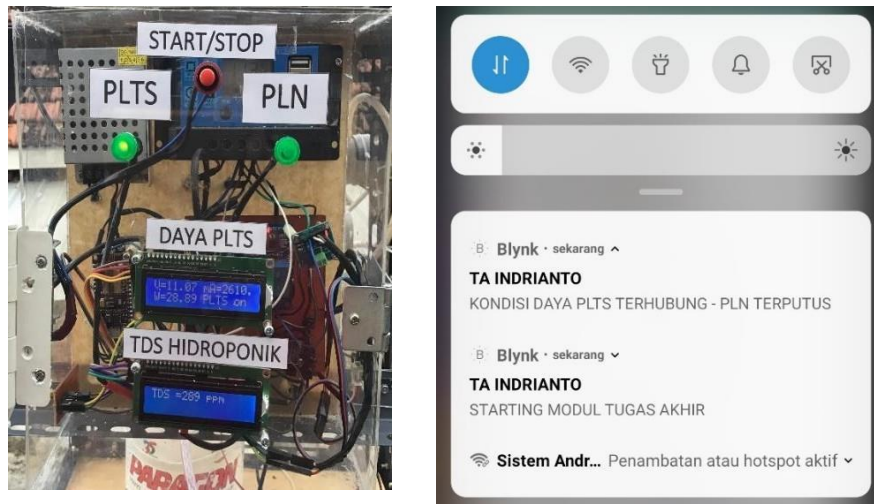 START/STOP
PLTS
PLN
DAYA PLTS
V=11.07 mA=2610,
W=28.89 PLTS on
TDS HIDROPONIK
TDS =289 ppm
PARAGON
B Blynk · sekarang
TA INDRIANTO
KONDISI DAYA PLTS TERHUBUNG - PLN TERPUTUS
B Blynk · sekarang
TA INDRIANTO
STARTING MODUL TUGAS AKHIR
Sistem Andr... Penambatan atau hotspot aktif